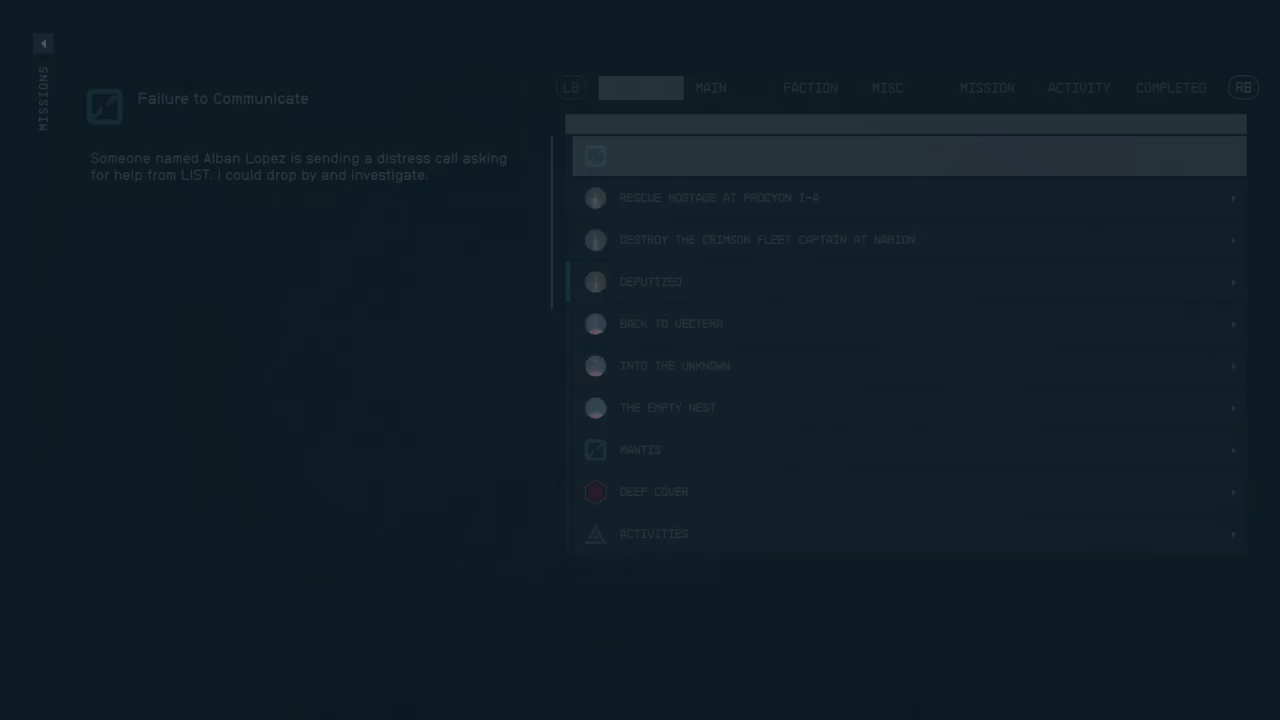 MISSIONS
Failure to Communicate
Someone named Alban Lopez is sending a distress call asking
for help from LIST. I could drop by and investigate.
LB MAIN FACTION MISC MISSION ACTIVITY COMPLETED RB
RESCUE HOSTAGE AT PROCYON I-A
DESTROY THE CRIMSON FLEET CAPTAIN AT NARION
DEPUTIZED
BACK TO VECTERA
INTO THE UNKNOWN
THE EMPTY NEST
MANTIS
DEEP COVER
ACTIVITIES